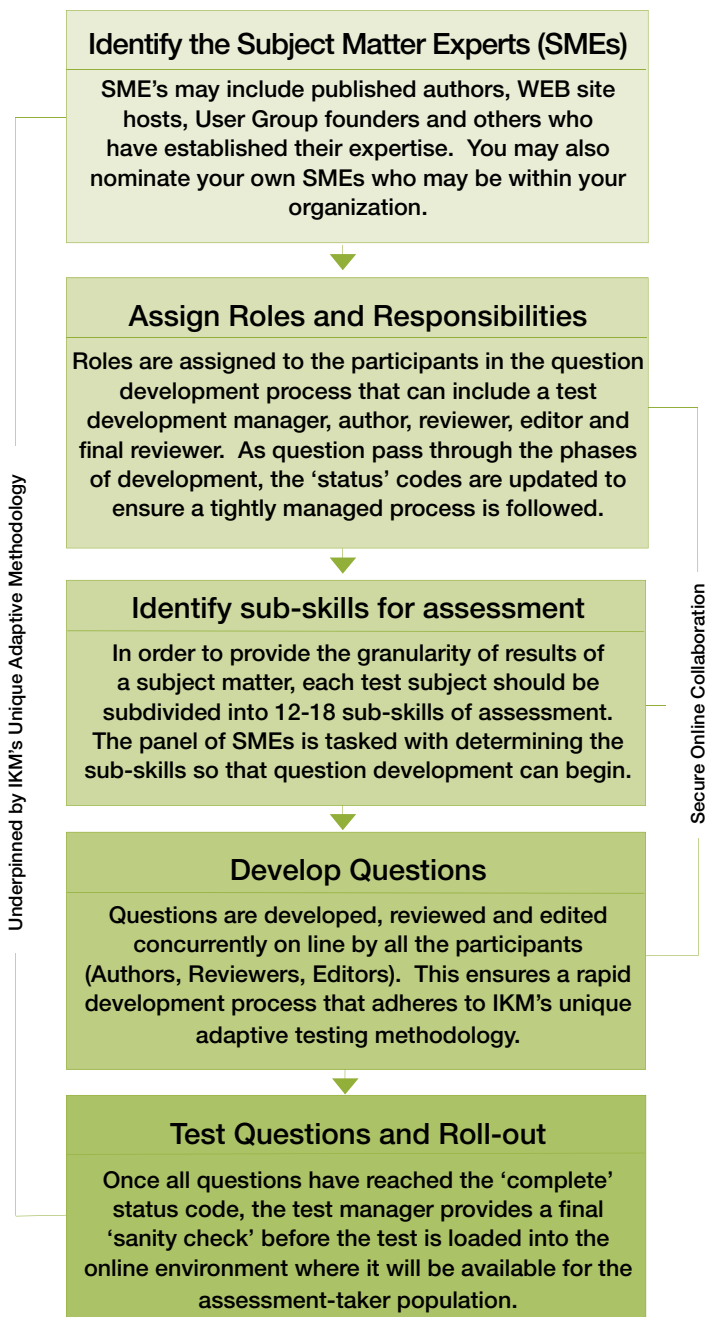 Identify the Subject Matter Experts (SMEs)
SME’s may include published authors, WEB site
hosts, User Group founders and others who
have established their expertise.  You may also
nominate your own SMEs who may be within your
organization.
Assign Roles and Responsibilities
Roles are assigned to the participants in the question
development process that can include a test
development manager, author, reviewer, editor and
final reviewer.  As question pass through the phases
of development, the ‘status’ codes are updated to
ensure a tightly managed process is followed.
Identify sub-skills for assessment
In order to provide the granularity of results of
a subject matter, each test subject should be
subdivided into 12-18 sub-skills of assessment.
The panel of SMEs is tasked with determining the
sub-skills so that question development can begin.
Develop Questions
Questions are developed, reviewed and edited
concurrently on line by all the participants
(Authors, Reviewers, Editors).  This ensures a rapid
development process that adheres to IKM’s unique
adaptive testing methodology.
Test Questions and Roll-out
Once all questions have reached the ‘complete’
status code, the test manager provides a final
‘sanity check’ before the test is loaded into the
online environment where it will be available for the
assessment-taker population.
Underpinned by IKM’s Unique Adaptive Methodology
Secure Online Collaboration